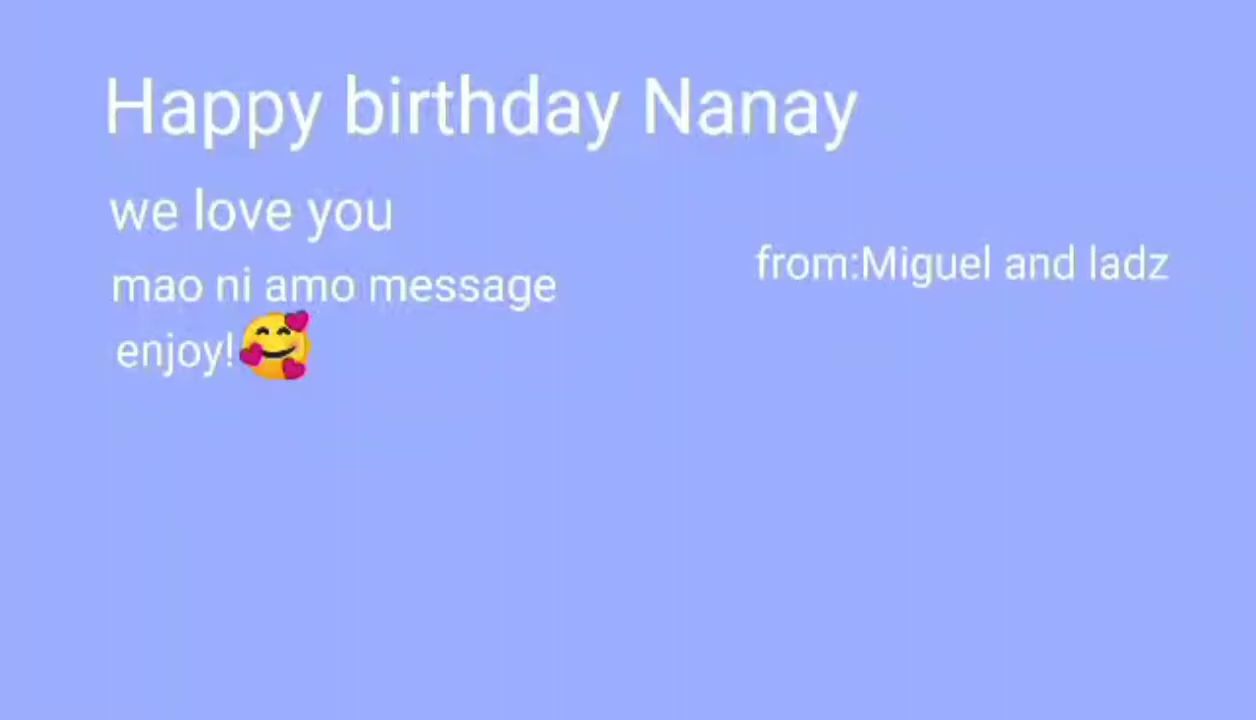 Happy birthday Nanay
we love you
from:Miguel and ladz
mao ni amo message
enjoy!🥰